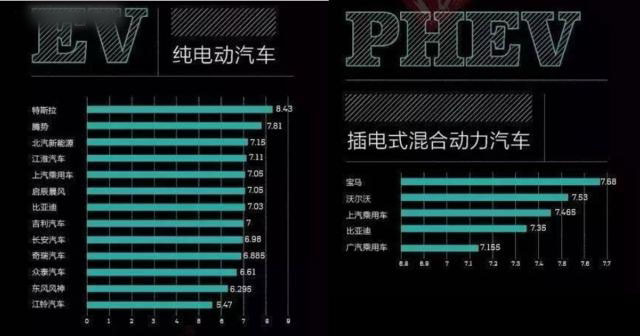 EV
纯电动汽车
特斯拉 8.43
腾势 7.81
北汽新能源 7.15
江淮汽车 7.11
上汽乘用车 7.05
启辰晨风 7.05
比亚迪 7.03
吉利汽车 7
长安汽车 6.98
奇瑞汽车 6.885
众泰汽车 6.61
东风风神 6.295
江铃汽车 5.47
0 1 2 3 4 5 6 7 8 9
PHEV
插电式混合动力汽车
宝马 7.68
沃尔沃 7.53
上汽乘用车 7.465
比亚迪 7.35
广汽乘用车 7.155
6.8 6.9 7 7.1 7.2 7.3 7.4 7.5 7.6 7.7